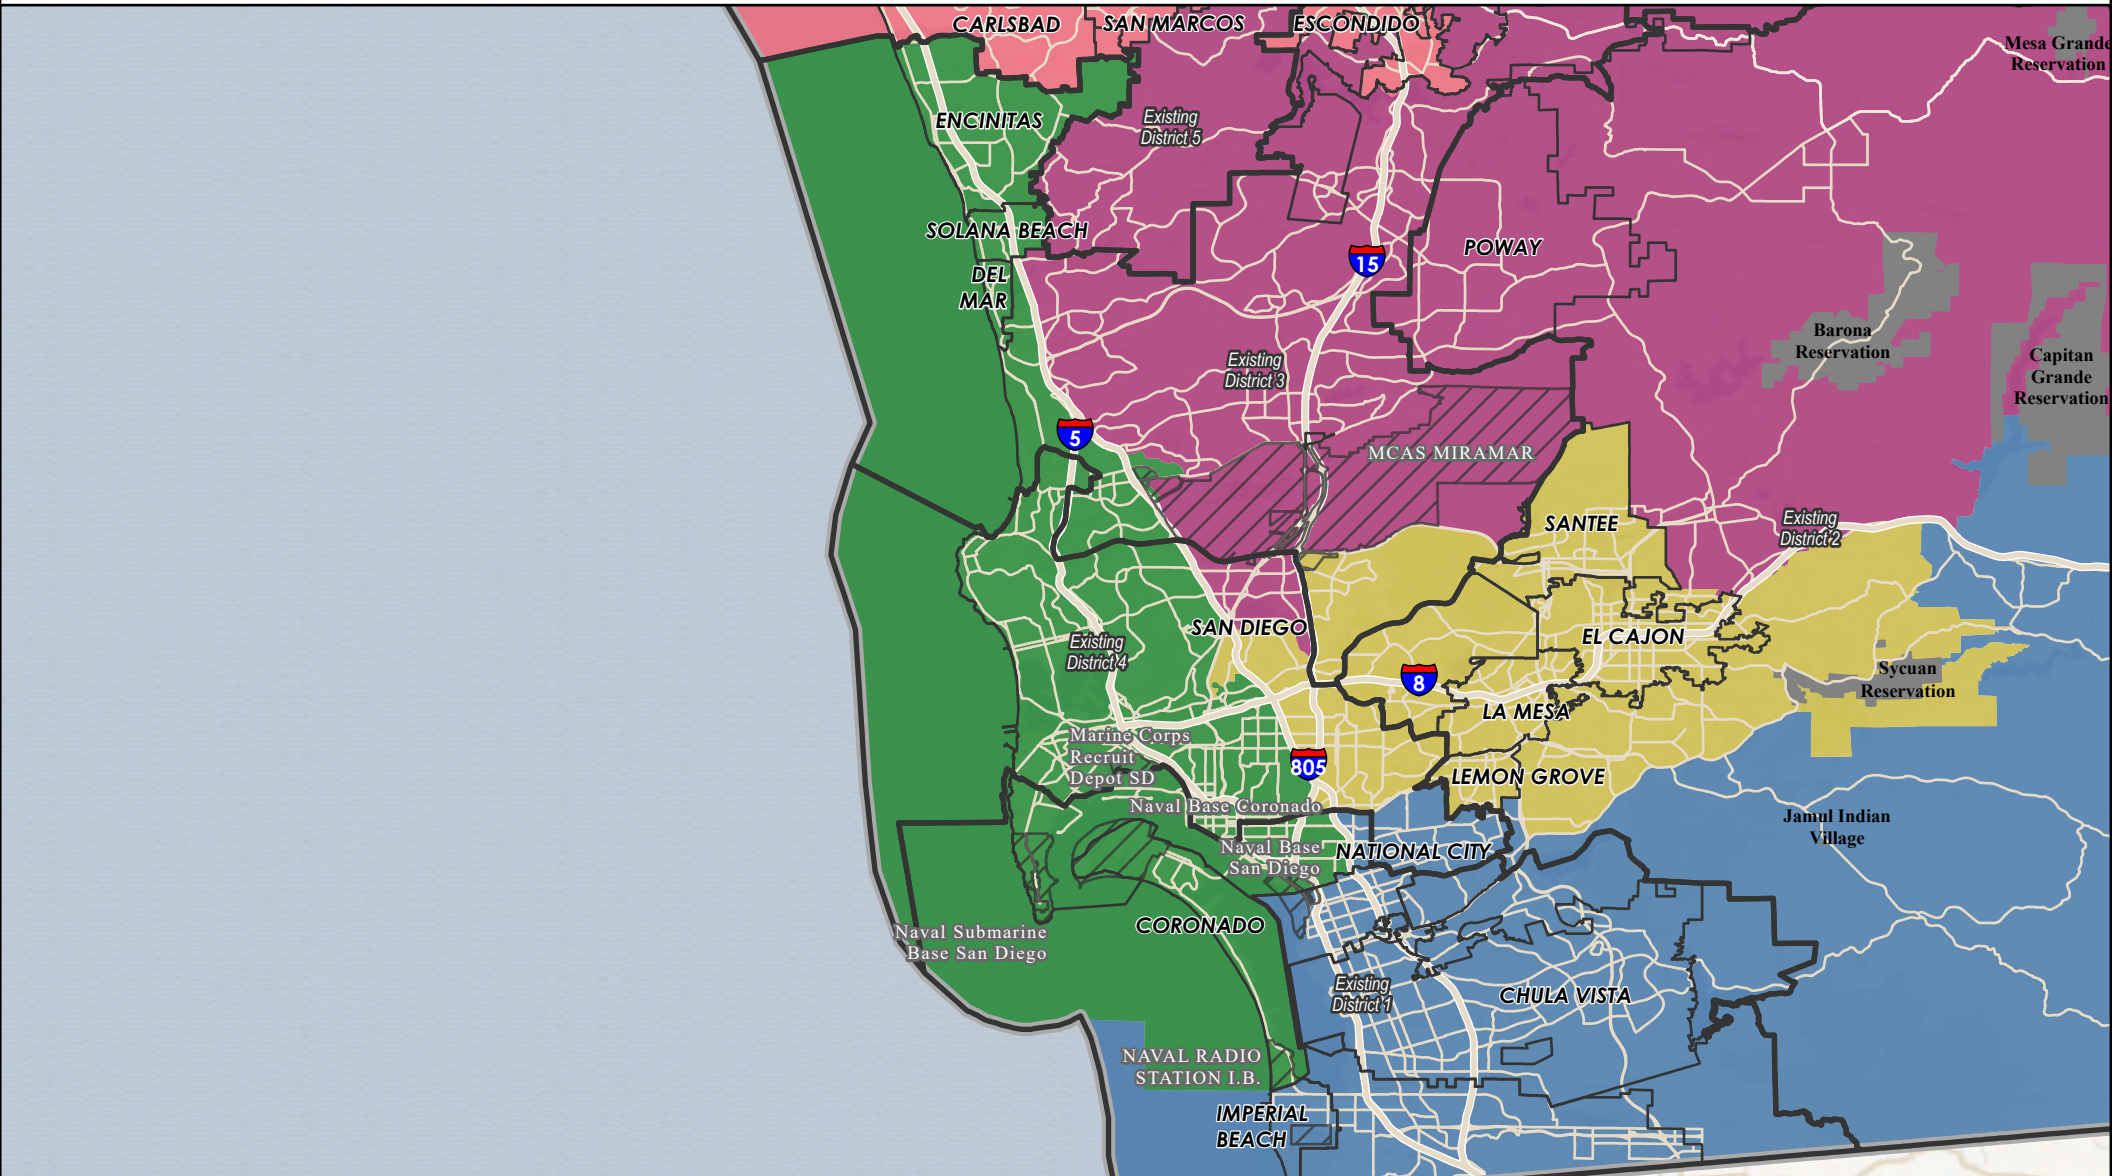 CARLSBAD
SAN MARCOS
ESCONDIDO
Mesa Grande
Reservation
ENCINITAS
Existing
District 5
SOLANA BEACH
DEL
MAR
15
POWAY
Barona
Reservation
Capitan
Grande
Reservation
Existing
District 3
5
MCAS MIRAMAR
SANTEE
Existing
District 2
SAN DIEGO
EL CAJON
Existing
District 4
8
Sycuan
Reservation
LA MESA
Marine Corps
Recruit
Depot SD
805
LEMON GROVE
Naval Base Coronado
Jamul Indian
Village
Naval Base
San Diego
NATIONAL CITY
CORONADO
Naval Submarine
Base San Diego
Existing
District 1
CHULA VISTA
NAVAL RADIO
STATION I.B.
IMPERIAL
BEACH